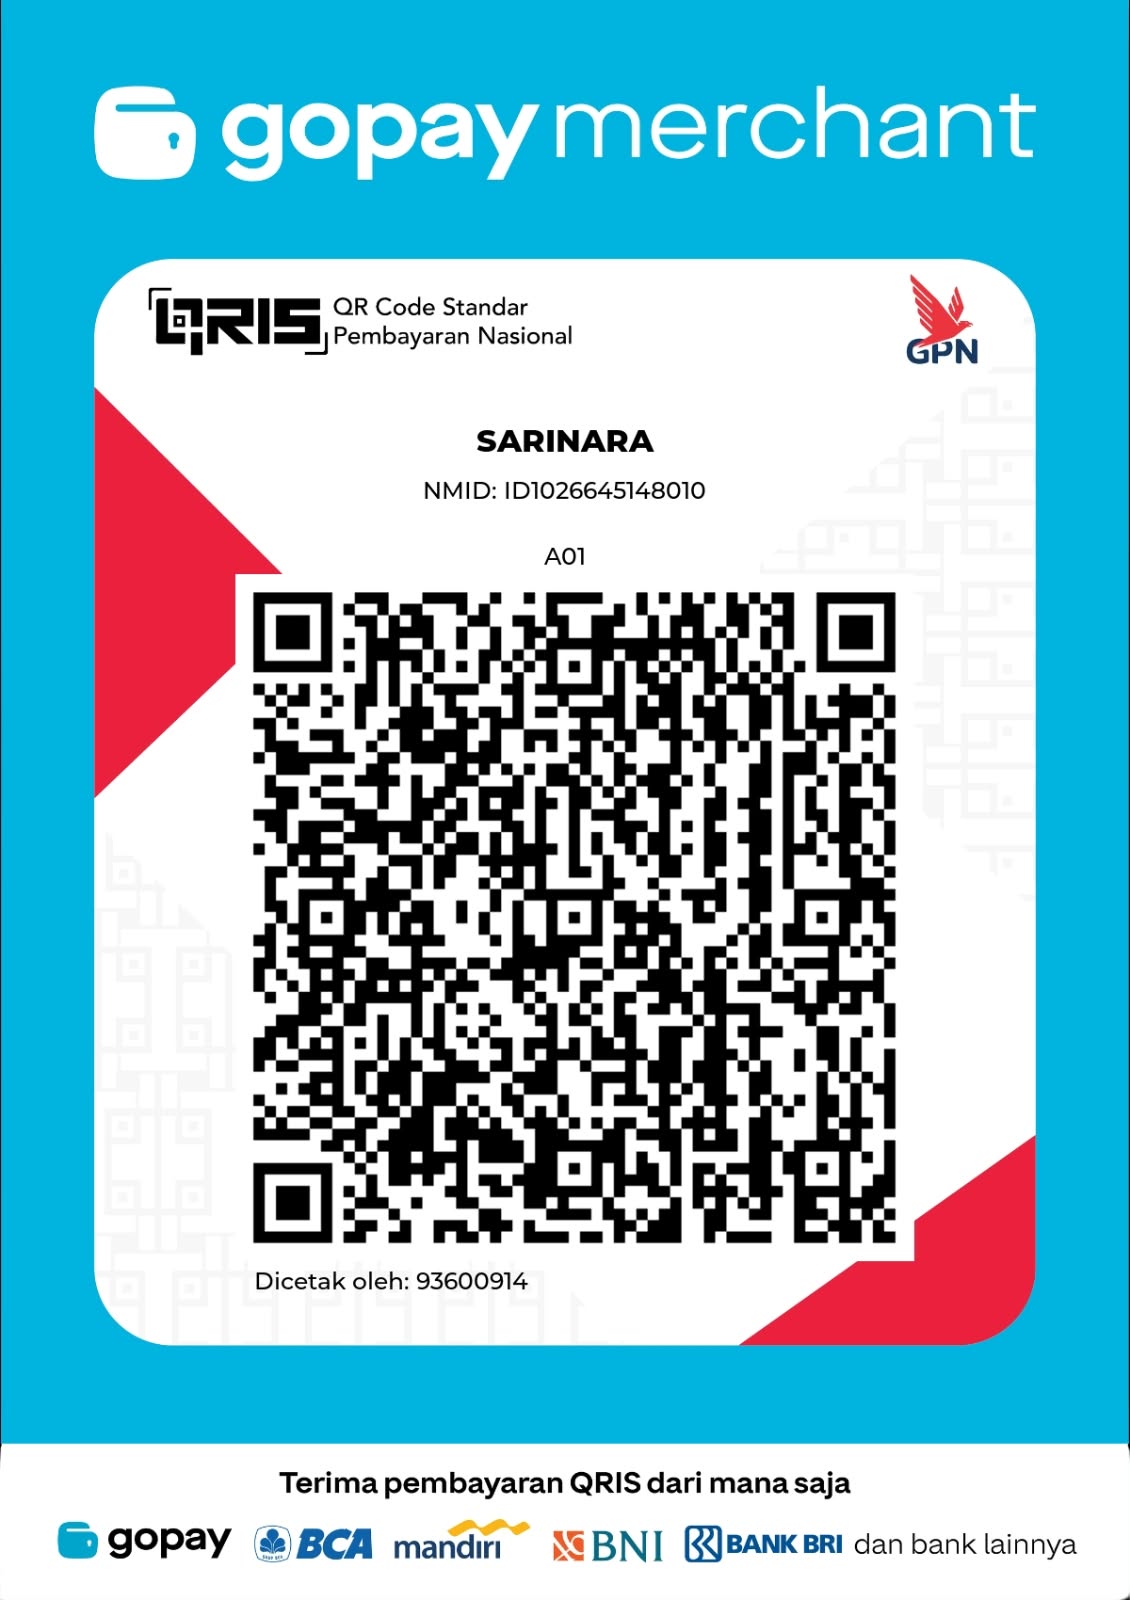 gopay merchant
QRIS QR Code Standar
Pembayaran Nasional
GPN
SARINARA
NMID: ID1026645148010
A01
Dicetak oleh: 93600914
Terima pembayaran QRIS dari mana saja
gopay BCA mandiri BNI BANK BRI dan bank lainnya